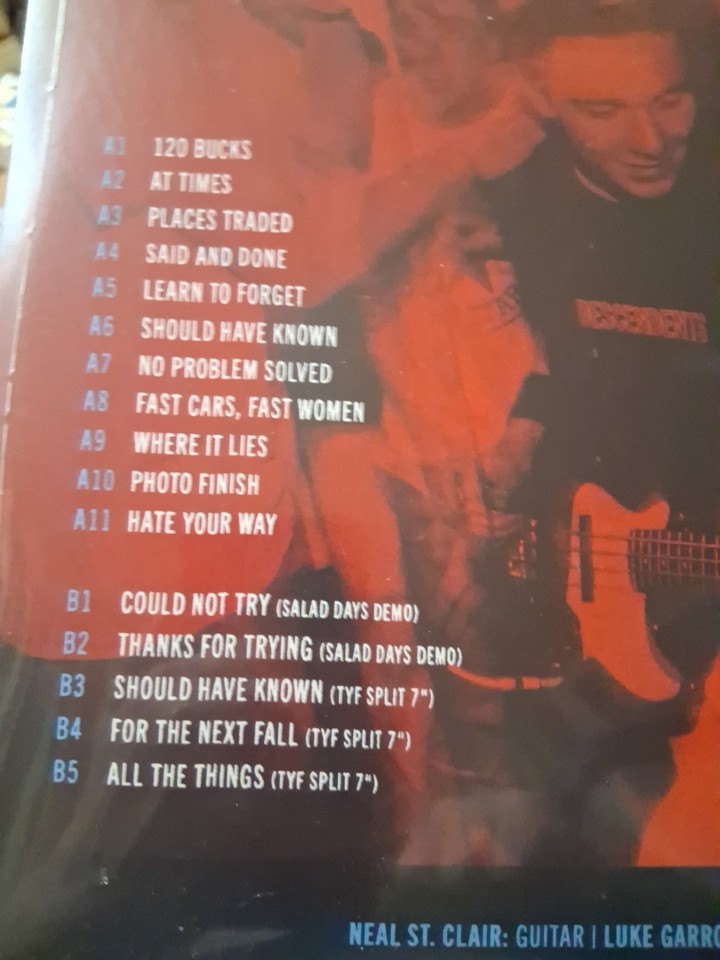 A1 120 BUCKS
A2 AT TIMES
A3 PLACES TRADED
A4 SAID AND DONE
A5 LEARN TO FORGET
A6 SHOULD HAVE KNOWN
A7 NO PROBLEM SOLVED
A8 FAST CARS, FAST WOMEN
A9 WHERE IT LIES
A10 PHOTO FINISH
A11 HATE YOUR WAY
DESCENDENTS
B1 COULD NOT TRY (SALAD DAYS DEMO)
B2 THANKS FOR TRYING (SALAD DAYS DEMO)
B3 SHOULD HAVE KNOWN (TYF SPLIT 7")
B4 FOR THE NEXT FALL (TYF SPLIT 7")
B5 ALL THE THINGS (TYF SPLIT 7")
NEAL ST. CLAIR: GUITAR | LUKE